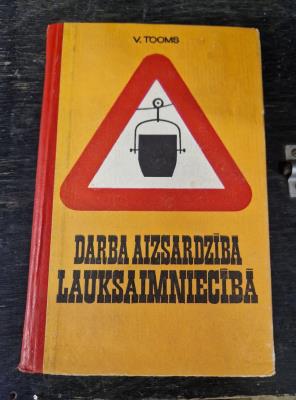 V. TOOMS
DARBA AIZSARDZĪBA
LAUKSAIMNIECĪBĀ